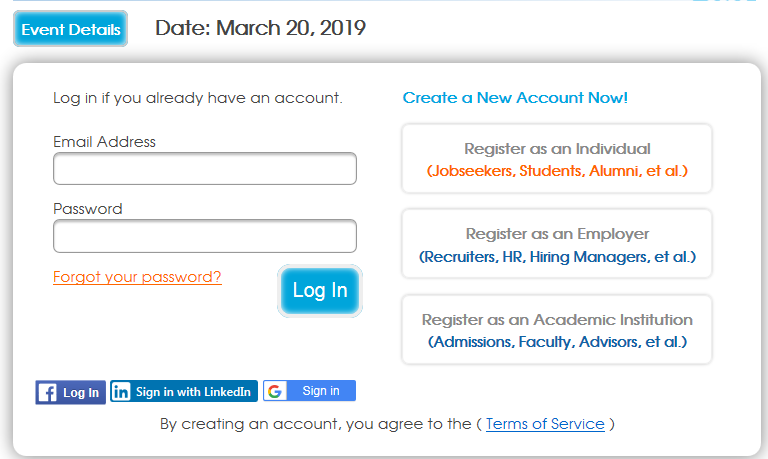 Event Details
Date: March 20, 2019
Log in if you already have an account.
Email Address
Password
Forgot your password?
Log In
Create a New Account Now!
Register as an Individual
(Jobseekers, Students, Alumni, et al.)
Register as an Employer
(Recruiters, HR, Hiring Managers, et al.)
Register as an Academic Institution
(Admissions, Faculty, Advisors, et al.)
f Log In
in Sign in with LinkedIn
G Sign in
By creating an account, you agree to the ( Terms of Service )